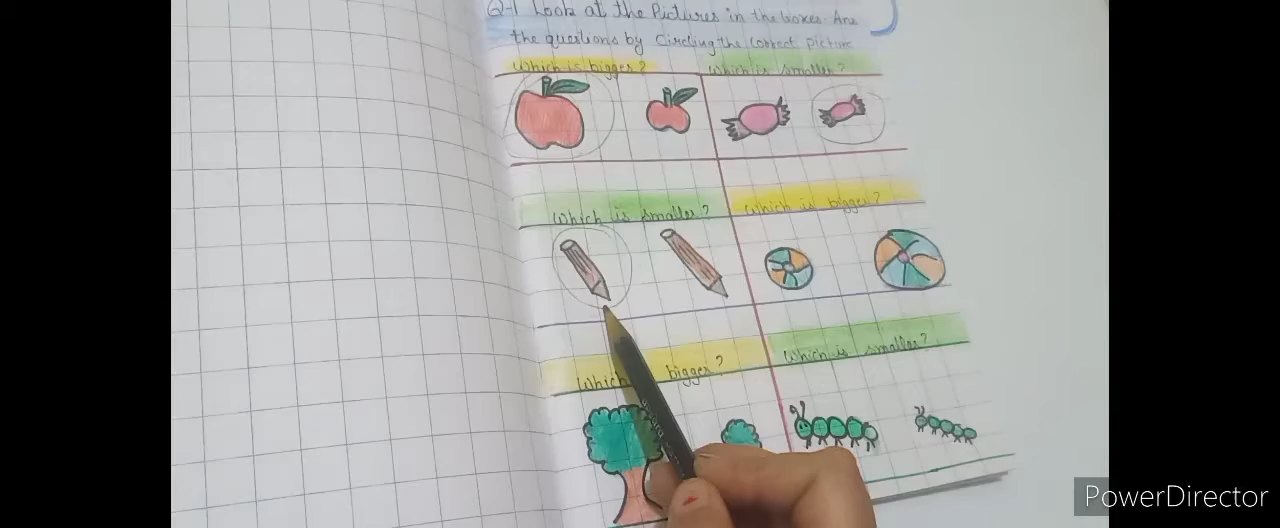 Q-1 Look at the Pictures in the boxes. Ans
the questions by Circling the Correct picture
Which is bigger?
Which is smaller?
Which is smaller?
Which is bigger?
Which bigger?
Which is smaller?
PowerDirector